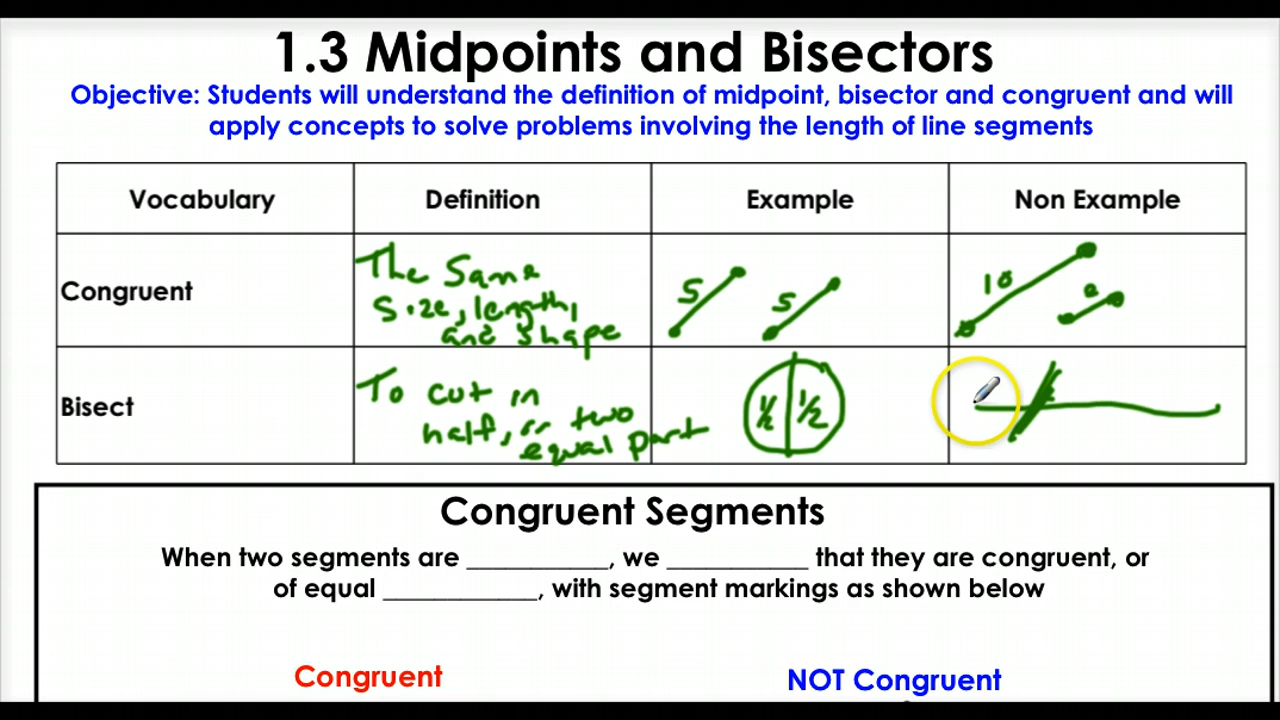 1.3 Midpoints and Bisectors
Objective: Students will understand the definition of midpoint, bisector and congruent and will
apply concepts to solve problems involving the length of line segments
Vocabulary Definition Example Non Example
Congruent
The Same
Size, length,
and shape
5 5
10
Bisect
To cut in
half, or two
equal part
1/2 1/2
Congruent Segments
When two segments are ___________, we ___________ that they are congruent, or
of equal ____________, with segment markings as shown below
Congruent NOT Congruent